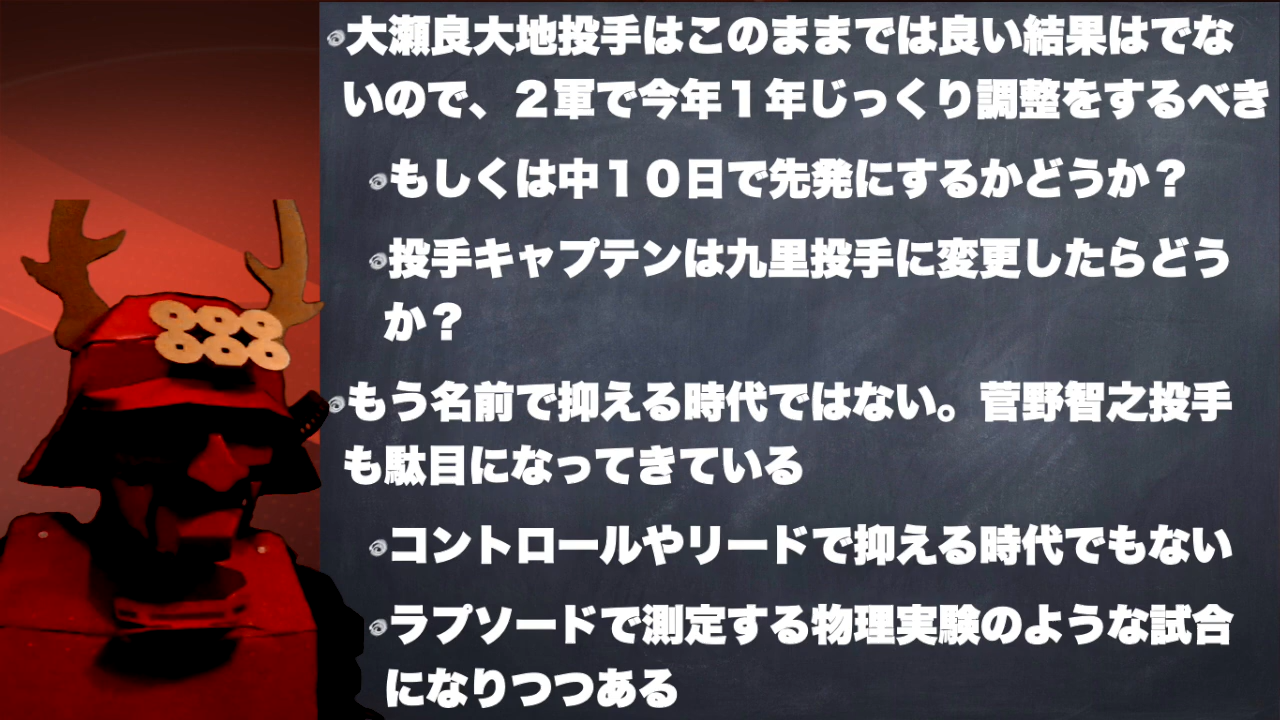 大瀬良大地投手はこのままでは良い結果はでな
いので、２軍で今年１年じっくり調整をするべき
もしくは中１０日で先発にするかどうか？
投手キャプテンは九里投手に変更したらどう
か？
もう名前で抑える時代ではない。菅野智之投手
も駄目になってきている
コントロールやリードで抑える時代でもない
ラプソードで測定する物理実験のような試合
になりつつある